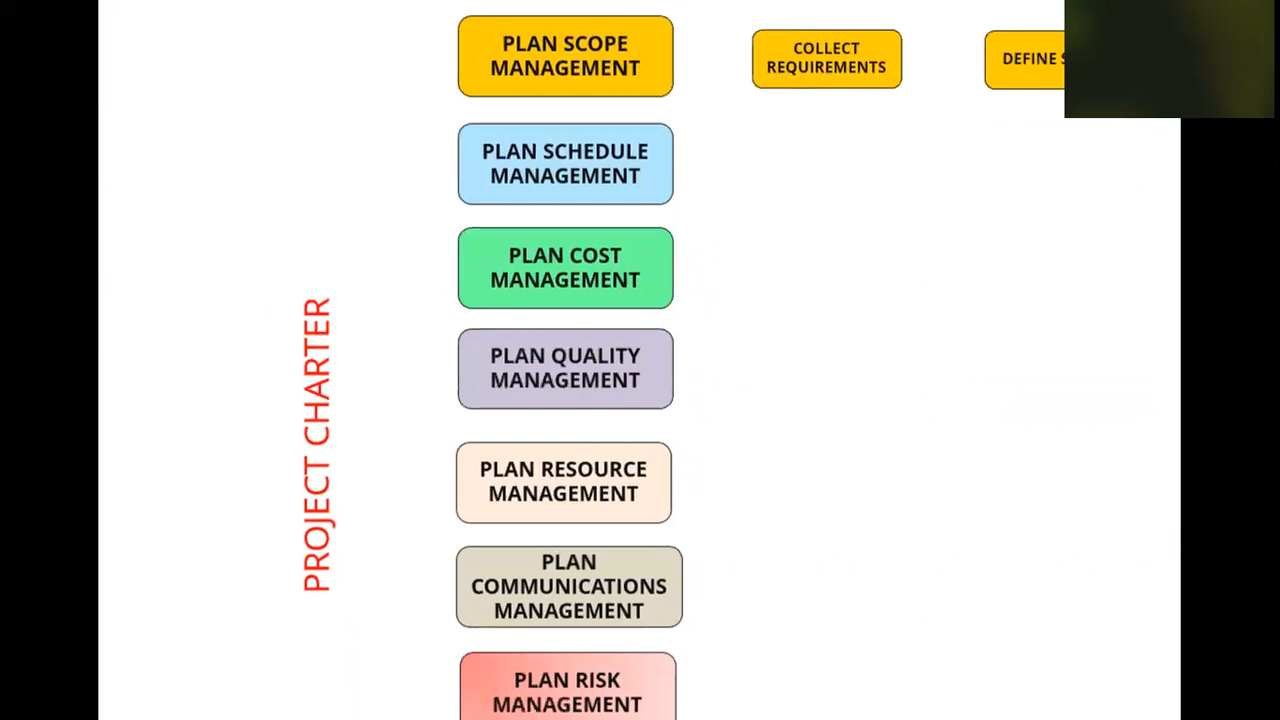 PLAN SCOPE
MANAGEMENT
COLLECT
REQUIREMENTS
DEFINE
PLAN SCHEDULE
MANAGEMENT
PLAN COST
MANAGEMENT
PLAN QUALITY
MANAGEMENT
PROJECT CHARTER
PLAN RESOURCE
MANAGEMENT
PLAN
COMMUNICATIONS
MANAGEMENT
PLAN RISK
MANAGEMENT